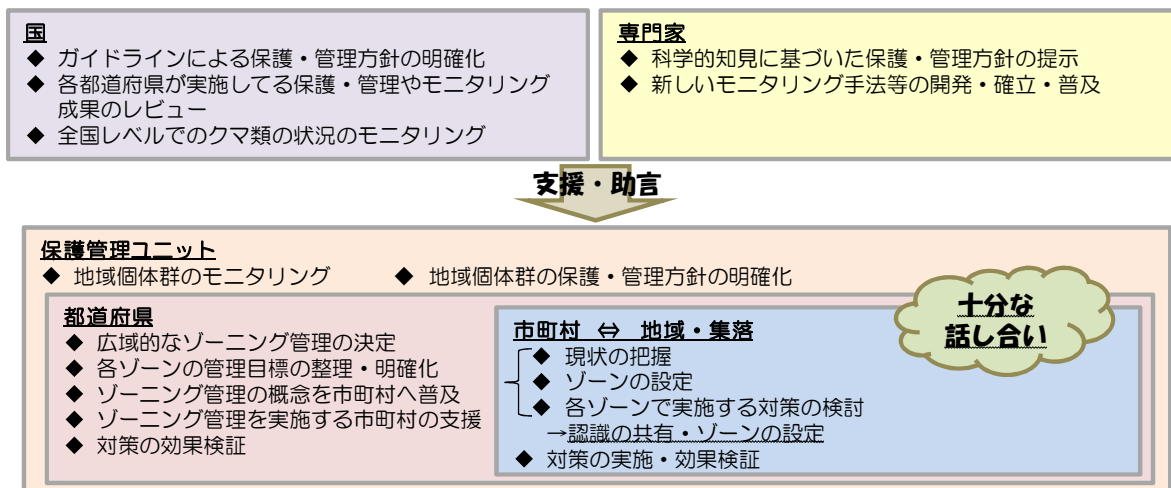 国
◆ ガイドラインによる保護・管理方針の明確化
◆ 各都道府県が実施してる保護・管理やモニタリング
成果のレビュー
◆ 全国レベルでのクマ類の状況のモニタリング
専門家
◆ 科学的知見に基づいた保護・管理方針の提示
◆ 新しいモニタリング手法等の開発・確立・普及
支援・助言
保護管理ユニット
◆ 地域個体群のモニタリング ◆ 地域個体群の保護・管理方針の明確化
十分な
話し合い
都道府県
◆ 広域的なゾーニング管理の決定
◆ 各ゾーンの管理目標の整理・明確化
◆ ゾーニング管理の概念を市町村へ普及
◆ ゾーニング管理を実施する市町村の支援
◆ 対策の効果検証
市町村 ⇔ 地域・集落
◆ 現状の把握
◆ ゾーンの設定
◆ 各ゾーンで実施する対策の検討
→認識の共有・ゾーンの設定
◆ 対策の実施・効果検証